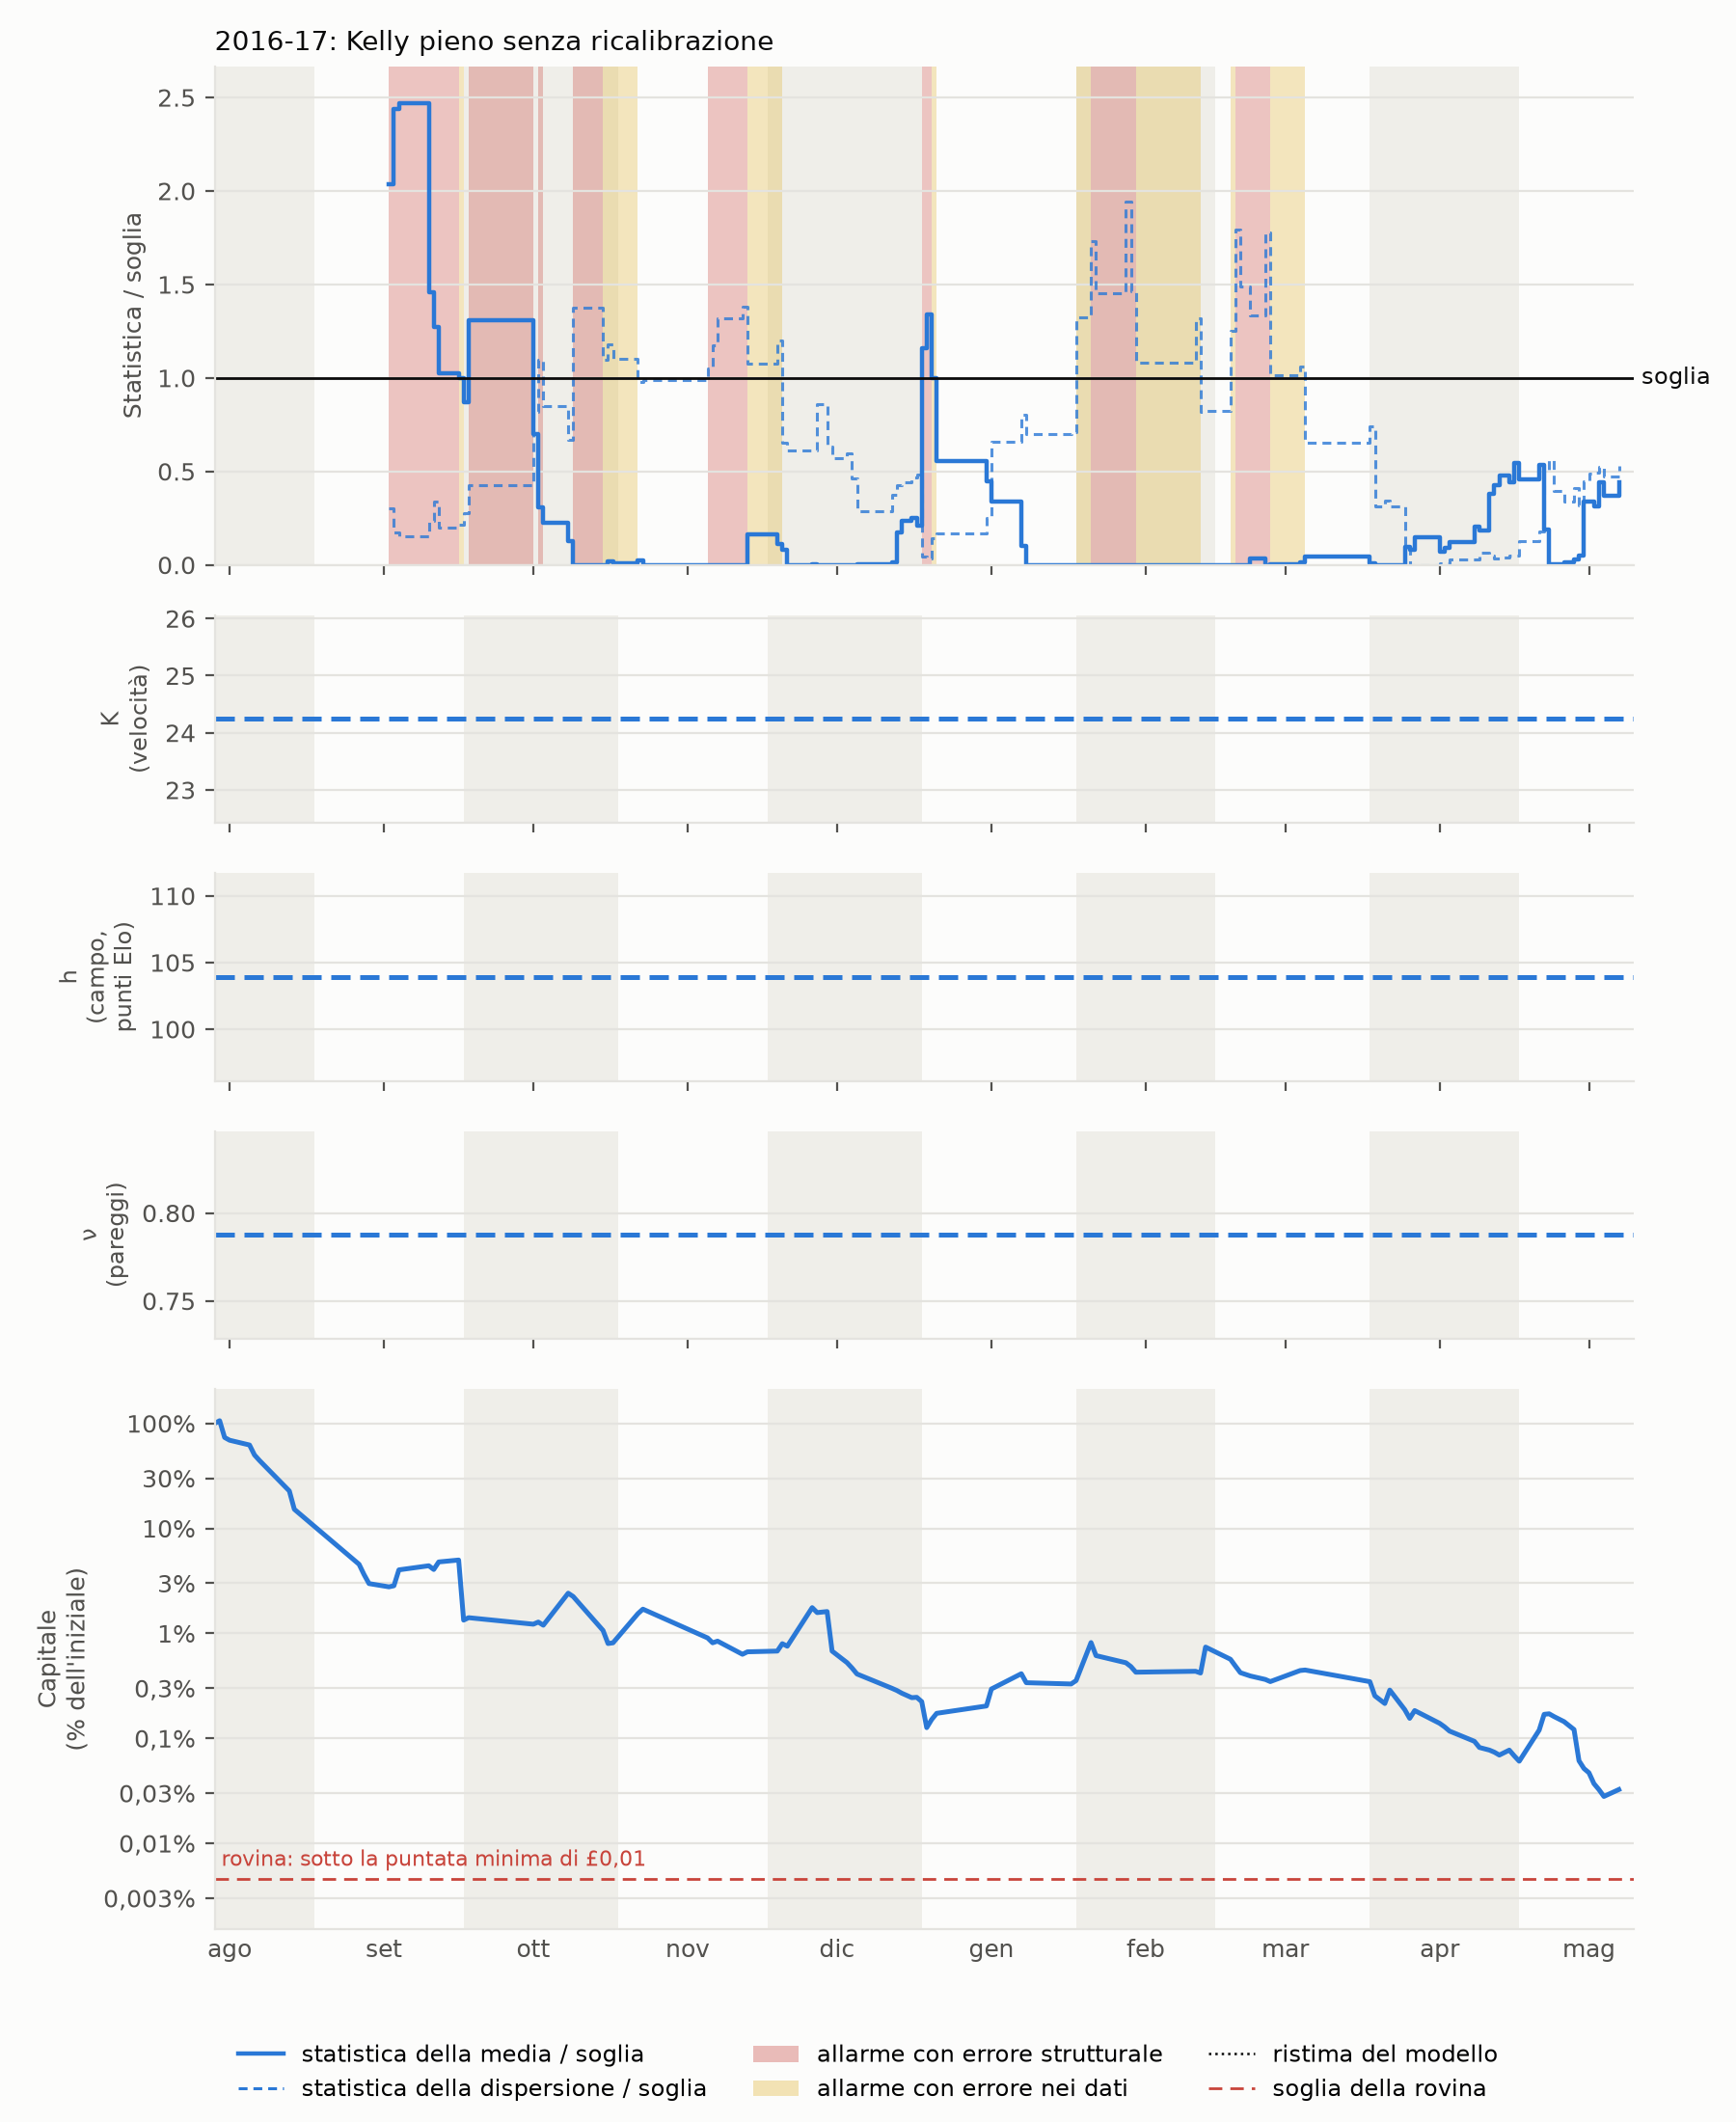 2016-17: Kelly pieno senza ricalibrazione
Statistica / soglia
2.5
2.0
1.5
1.0
0.5
0.0
soglia
K
(velocità)
26
25
24
23
h
(campo,
punti Elo)
110
105
100
ν
(pareggi)
0.80
0.75
Capitale
(% dell'iniziale)
100%
30%
10%
3%
1%
0,3%
0,1%
0,03%
0,01%
0,003%
rovina: sotto la puntata minima di £0,01
ago set ott nov dic gen feb mar apr mag
statistica della media / soglia
statistica della dispersione / soglia
allarme con errore strutturale
allarme con errore nei dati
ristima del modello
soglia della rovina